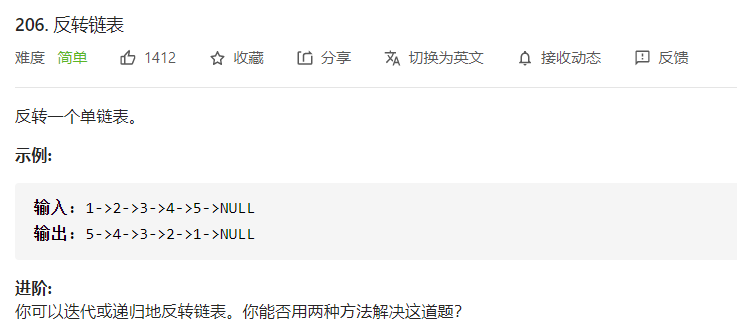 206. 反转链表
难度 简单 1412 收藏 分享 切换为英文 接收动态 反馈
反转一个单链表。
示例:
输入: 1->2->3->4->5->NULL
输出: 5->4->3->2->1->NULL
进阶:
你可以迭代或递归地反转链表。你能否用两种方法解决这道题？